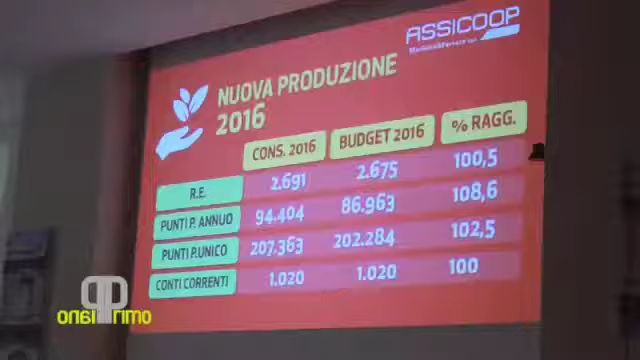 ASSICOOP
NUOVA PRODUZIONE
2016
CONS. 2016 BUDGET 2016 % RAGG.
R.E. 2.691 2.675 100,5
PUNTI P. ANNUO 94.404 86.963 108,6
PUNTI P.UNICO 207.363 202.284 102,5
CONTI CORRENTI 1.020 1.020 100